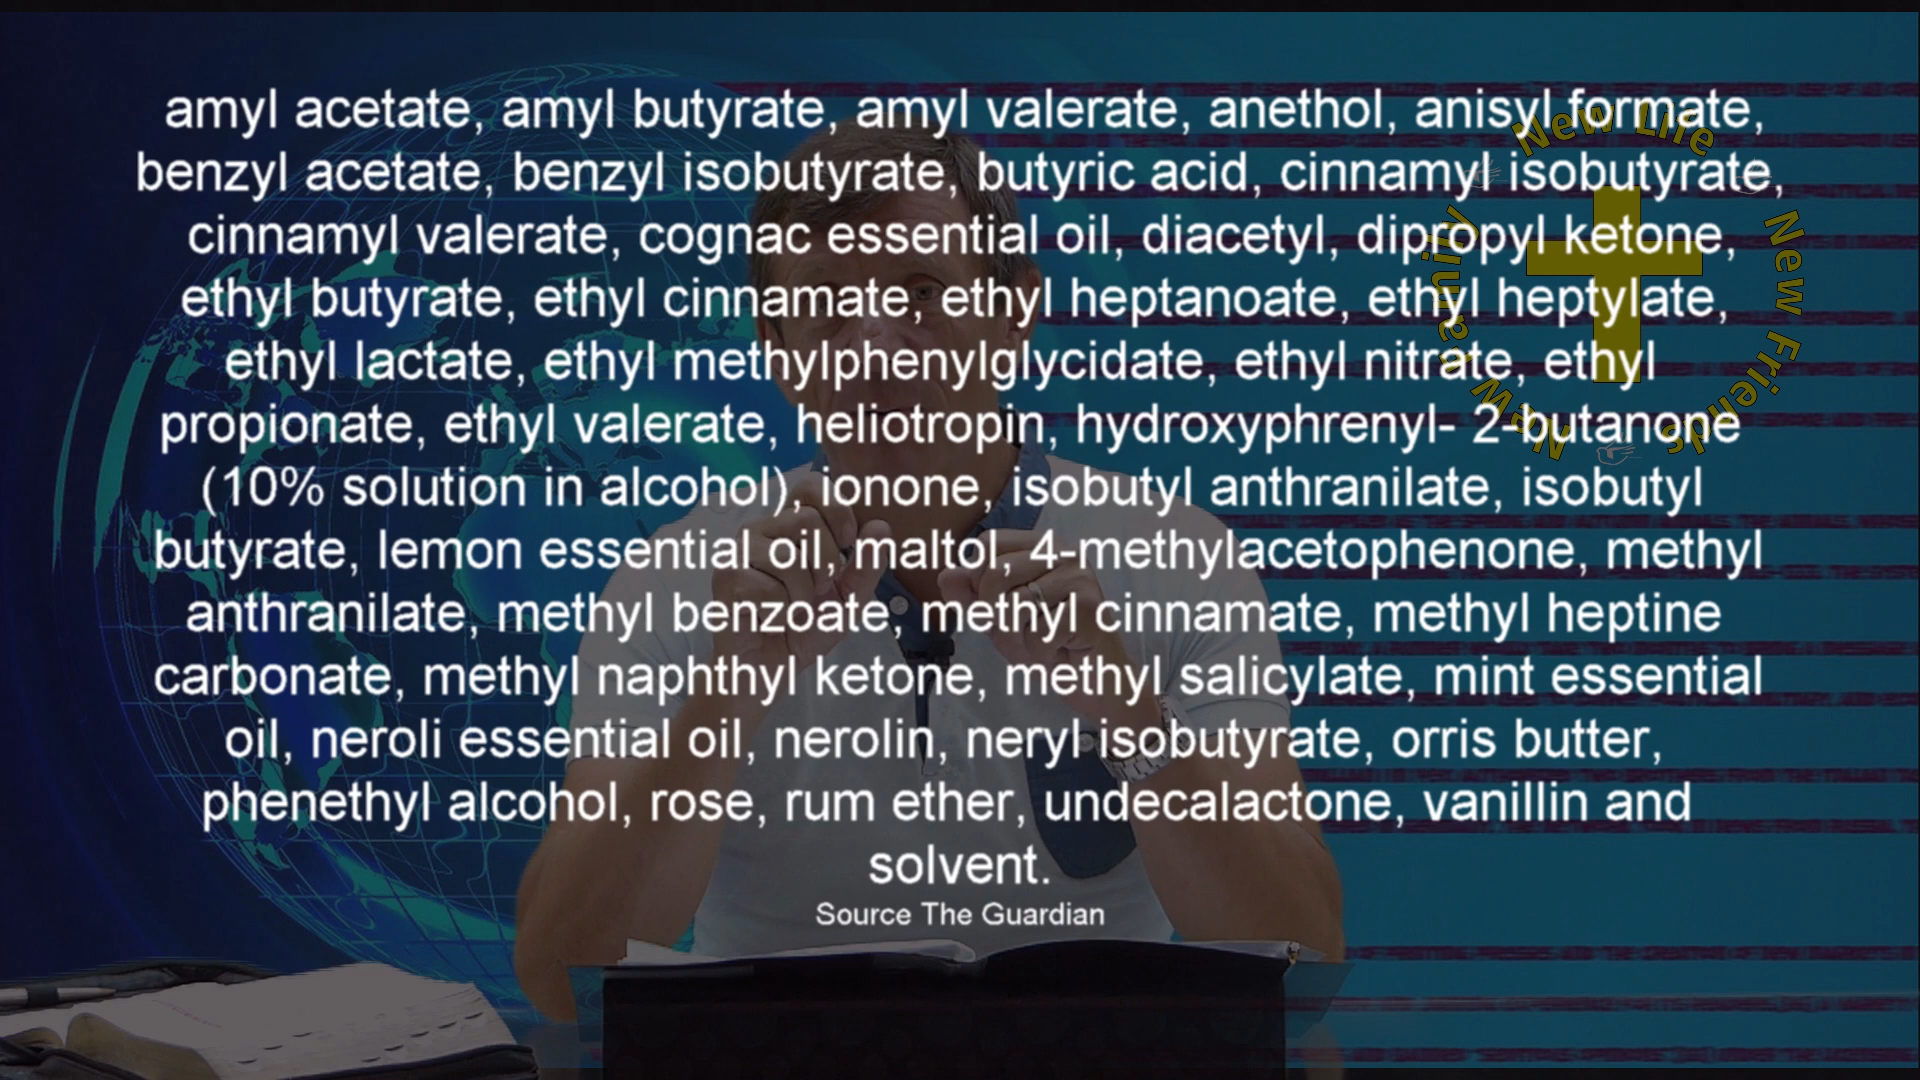 amyl acetate, amyl butyrate, amyl valerate, anethol, anisyl formate,
benzyl acetate, benzyl isobutyrate, butyric acid, cinnamyl isobutyrate,
cinnamyl valerate, cognac essential oil, diacetyl, dipropyl ketone,
ethyl butyrate, ethyl cinnamate, ethyl heptanoate, ethyl heptylate,
ethyl lactate, ethyl methylphenylglycidate, ethyl nitrate, ethyl
propionate, ethyl valerate, heliotropin, hydroxyphrenyl- 2-butanone
(10% solution in alcohol), ionone, isobutyl anthranilate, isobutyl
butyrate, lemon essential oil, maltol, 4-methylacetophenone, methyl
anthranilate, methyl benzoate, methyl cinnamate, methyl heptine
carbonate, methyl naphthyl ketone, methyl salicylate, mint essential
oil, neroli essential oil, nerolin, neryl isobutyrate, orris butter,
phenethyl alcohol, rose, rum ether, undecalactone, vanillin and
solvent.
Source The Guardian
New Life
New Friends
New Family